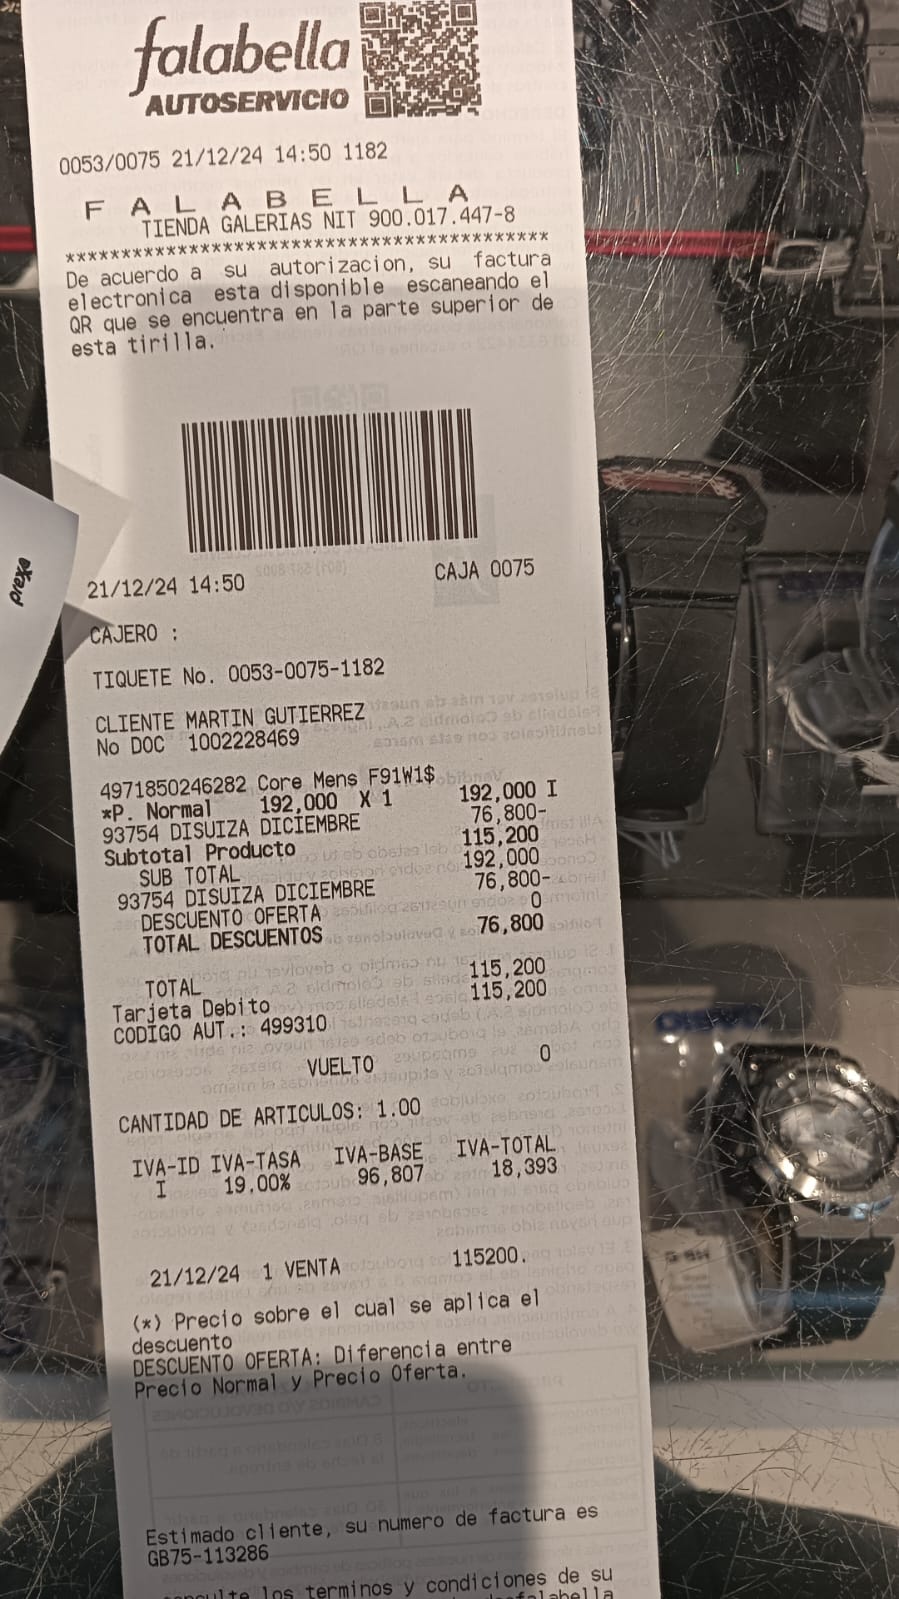 falabella
AUTOSERVICIO
0053/0075 21/12/24 14:50 1182
F A L A B E L L A
TIENDA GALERIAS NIT 900.017.447-8
******************************************
De acuerdo a su autorizacion, su factura
electronica esta disponible escaneando el
QR que se encuentra en la parte superior de
esta tirilla.
21/12/24 14:50 CAJA 0075
CAJERO :
TIQUETE No. 0053-0075-1182
CLIENTE MARTIN GUTIERREZ
No DOC 1002228469
4971850246282 Core Mens F91W1$
*P. Normal 192,000 X 1 192,000 I
93754 DISUIZA DICIEMBRE 76,800-
Subtotal Producto 115,200
SUB TOTAL 192,000
93754 DISUIZA DICIEMBRE 76,800-
DESCUENTO OFERTA 0
TOTAL DESCUENTOS 76,800
TOTAL 115,200
Tarjeta Debito 115,200
CODIGO AUT.: 499310
VUELTO 0
CANTIDAD DE ARTICULOS: 1.00
IVA-ID IVA-TASA IVA-BASE IVA-TOTAL
I 19,00% 96,807 18,393
21/12/24 1 VENTA 115200.
(*) Precio sobre el cual se aplica el
descuento
DESCUENTO OFERTA: Diferencia entre
Precio Normal y Precio Oferta.
Estimado cliente, su numero de factura es
GB75-113286
los terminos y condiciones de su